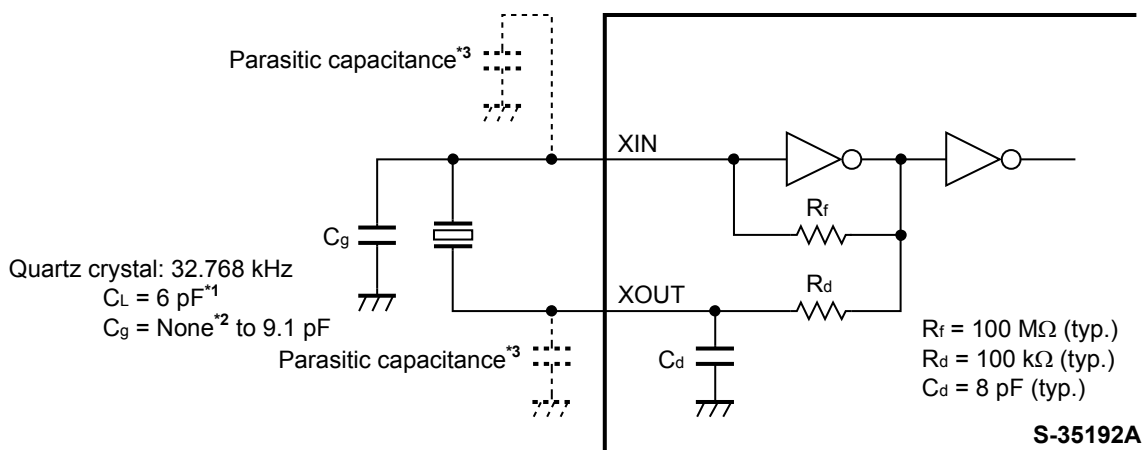 Parasitic capacitance*3
XIN
Rf
Cg
Quartz crystal: 32.768 kHz
CL = 6 pF*1
Cg = None*2 to 9.1 pF
XOUT
Rd
Parasitic capacitance*3
Cd
Rf = 100 MΩ (typ.)
Rd = 100 kΩ (typ.)
Cd = 8 pF (typ.)
S-35192A